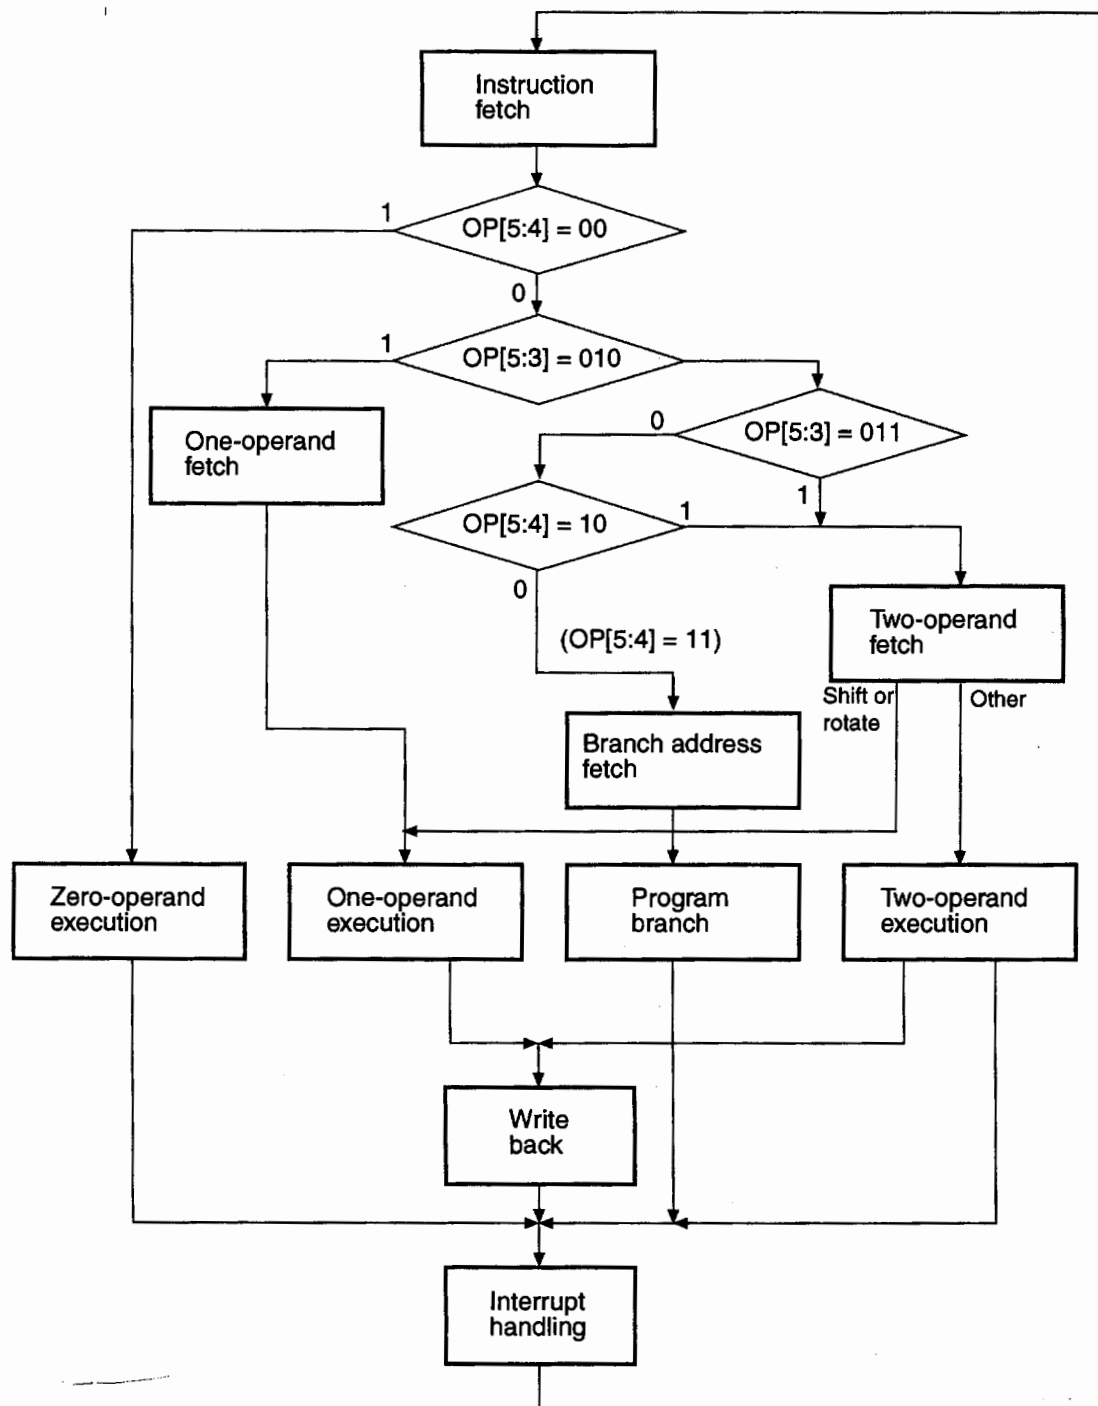 Instruction
fetch
1
OP[5:4] = 00
0
1
OP[5:3] = 010
One-operand
fetch
0
OP[5:3] = 011
OP[5:4] = 10
1
1
0
(OP[5:4] = 11)
Two-operand
fetch
Shift or
rotate
Other
Branch address
fetch
Zero-operand
execution
One-operand
execution
Program
branch
Two-operand
execution
Write
back
Interrupt
handling